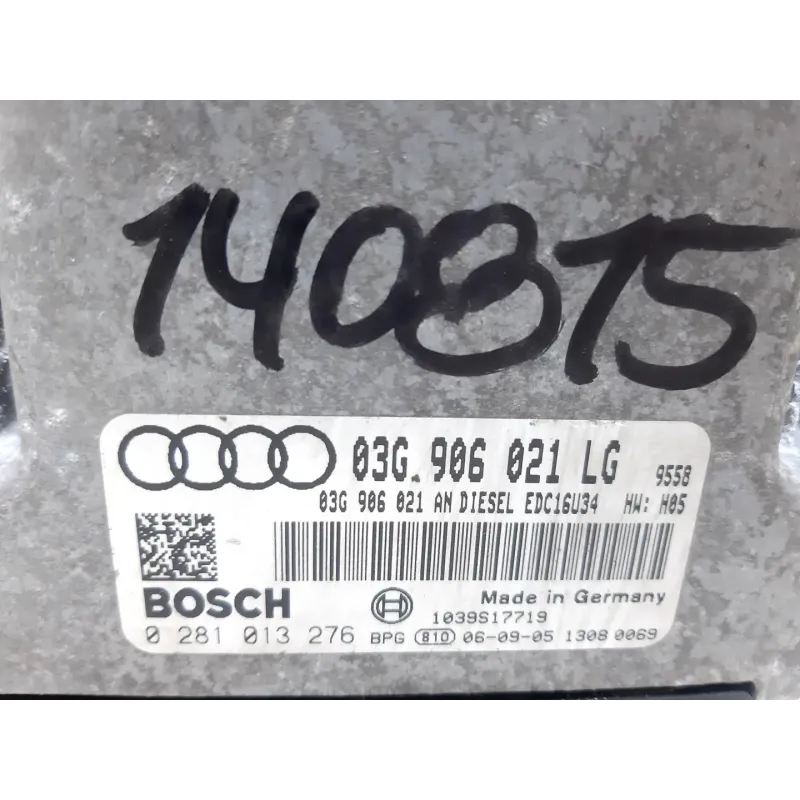 140815
03G 906 021 LG 9558
03G 906 021 AN DIESEL EDC16U34 HW: H05
BOSCH Made in Germany
1039S17719
0 281 013 276 BPG 810 06-09-05 1308 0069